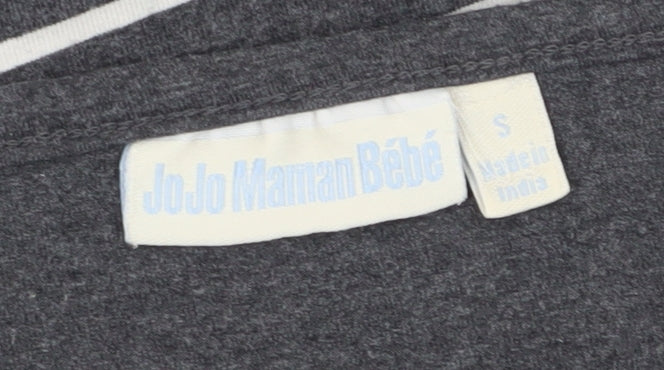 JoJo Maman Bébé
S
Made in
India